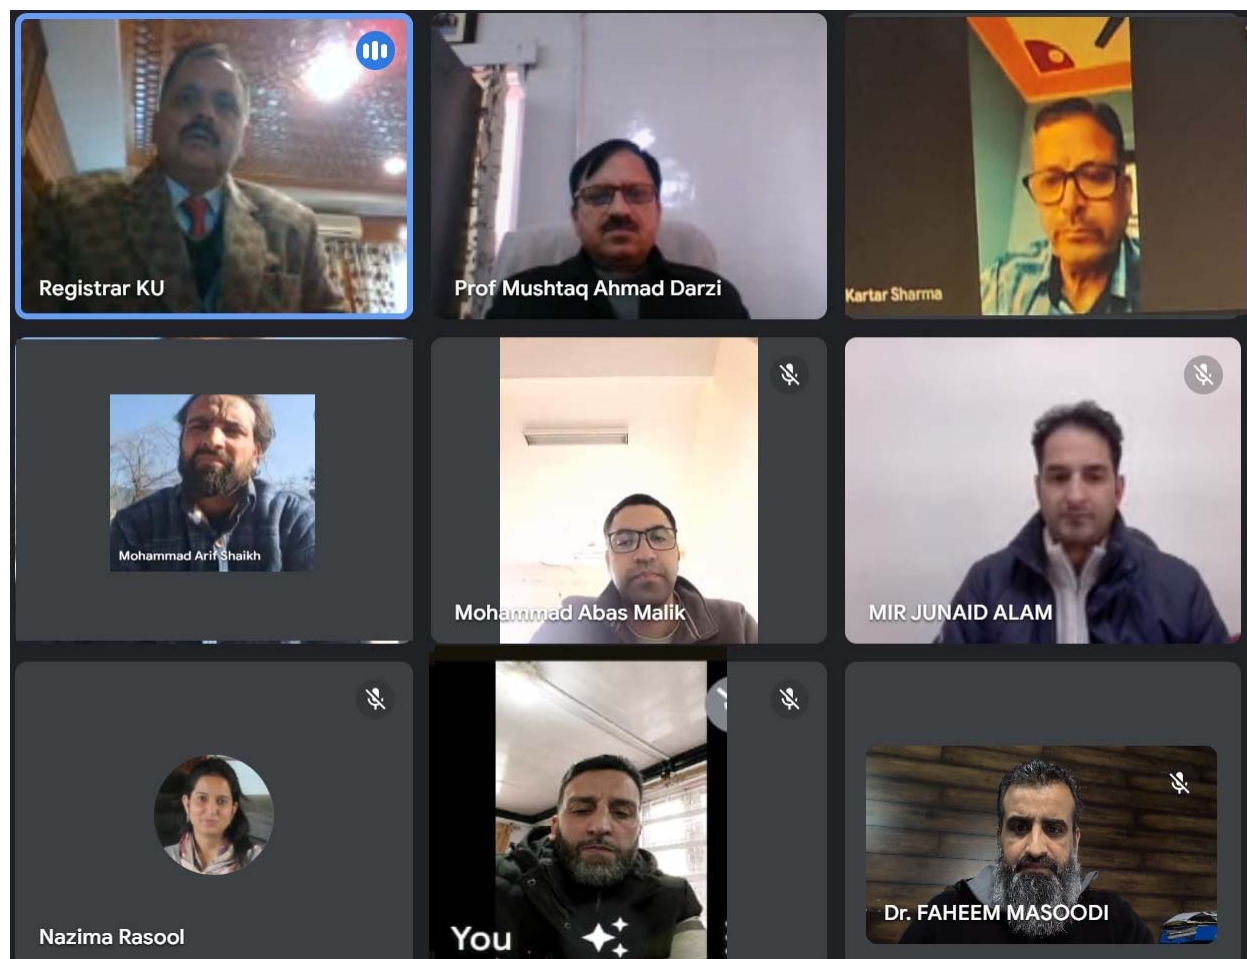 Registrar KU
Prof Mushtaq Ahmad Darzi
Kartar Sharma
Mohammad Arif Shaikh
Mohammad Abas Malik
MIR JUNAID ALAM
Nazima Rasool
You
Dr. FAHEEM MASOODI